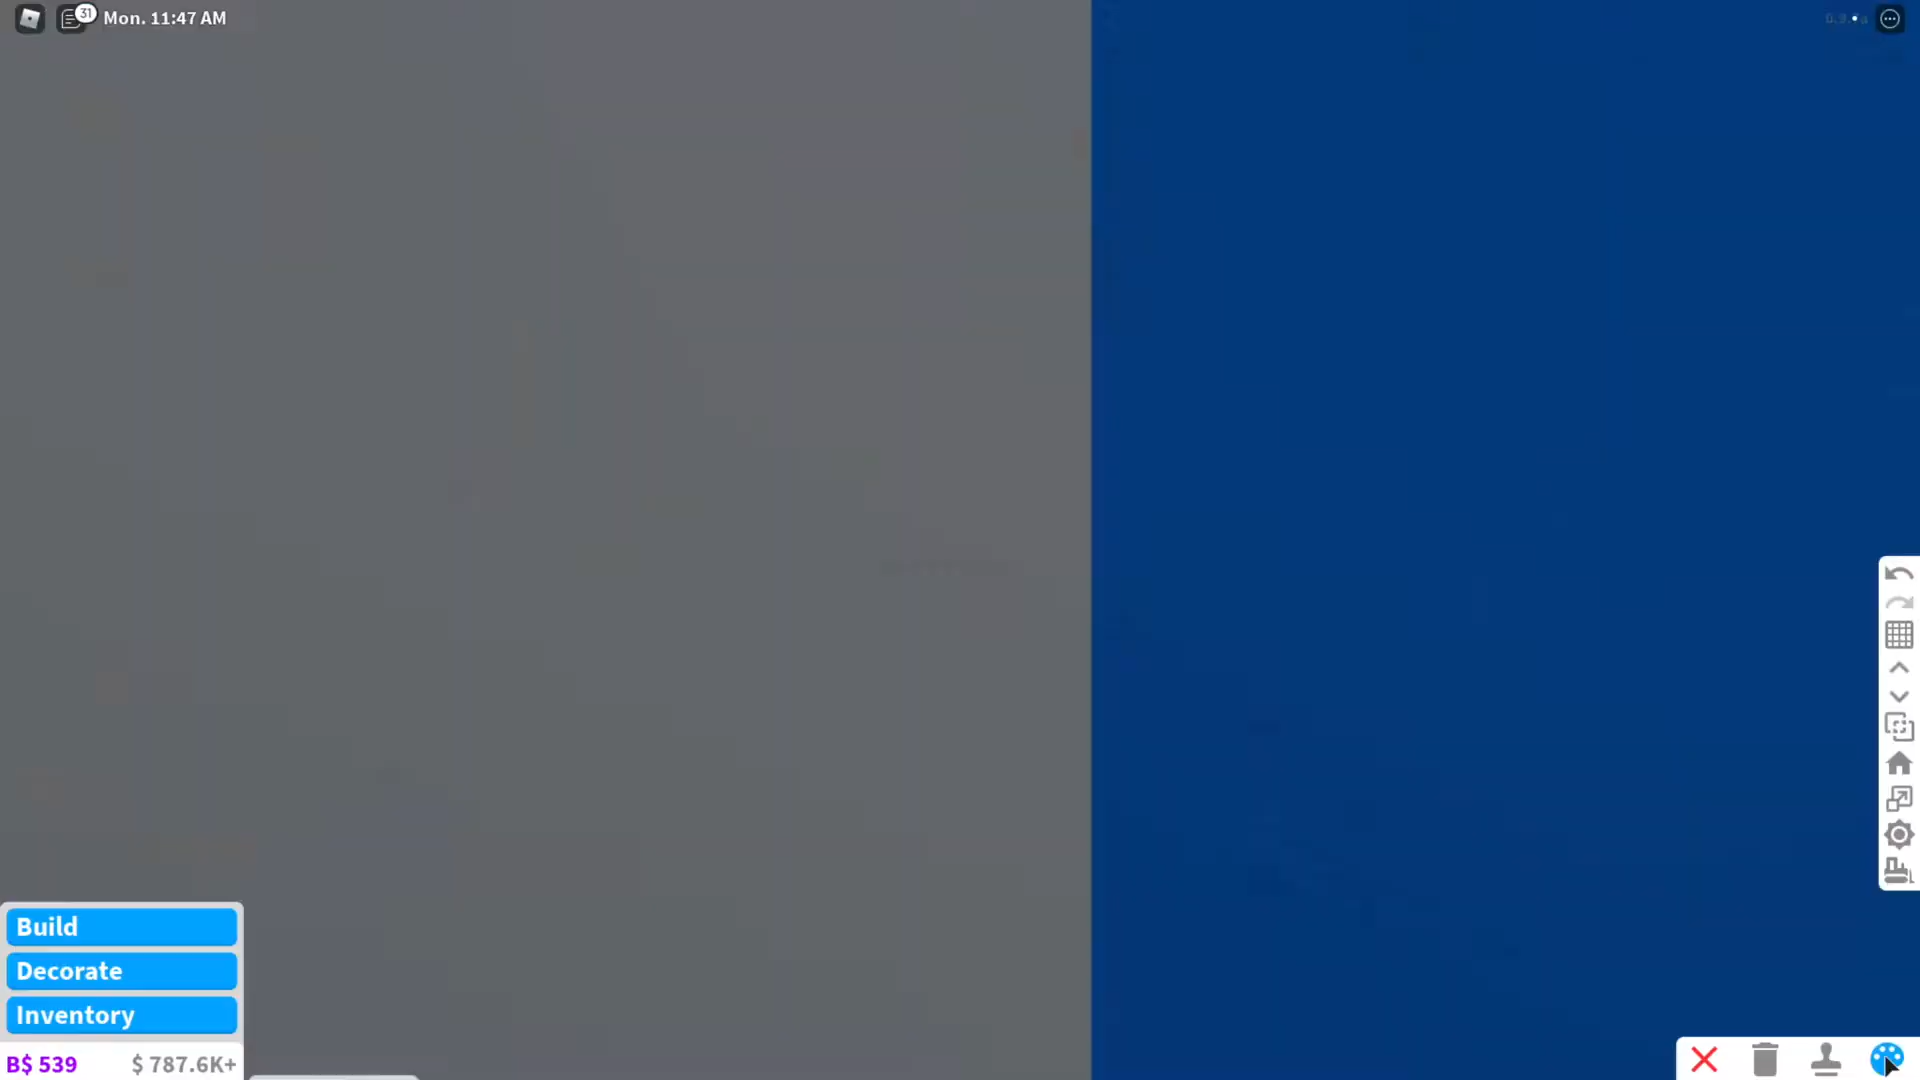 31
Mon. 11:47 AM
Build
Decorate
Inventory
B$ 539
$ 787.6K+